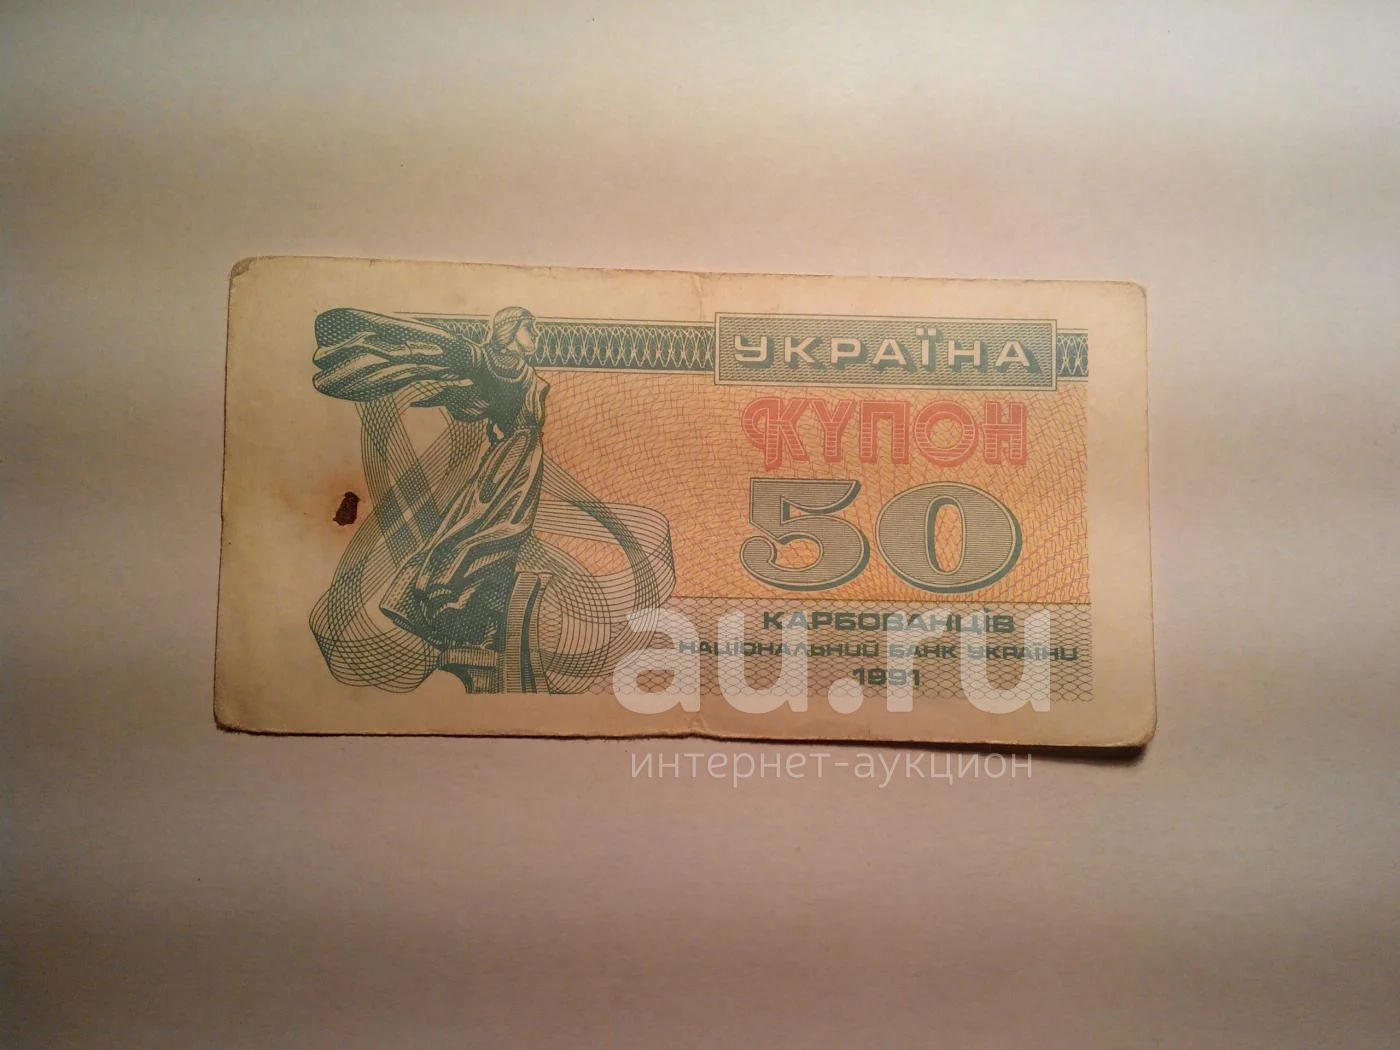 УКРАЇНА
КУПОН
50
КАРБОВАНЦІВ
НАЦІОНАЛЬНИЙ БАНК УКРАЇНИ
1991
au.ru
интернет-аукцион